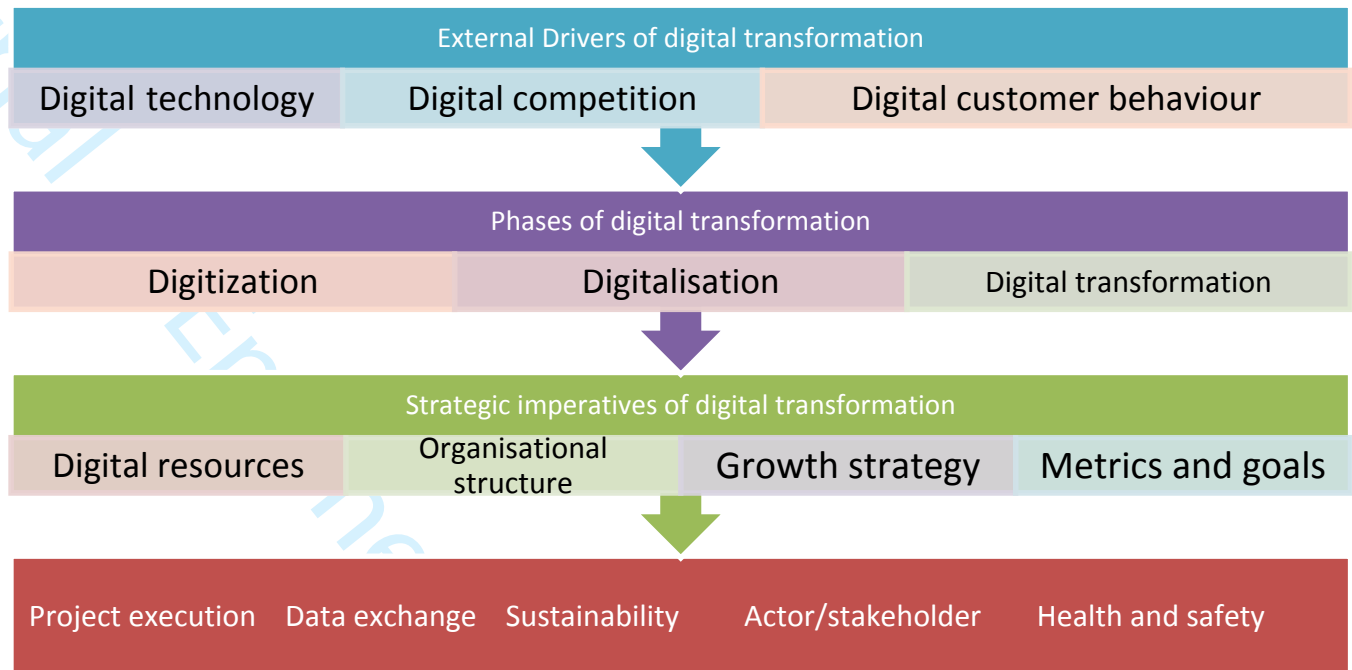 External Drivers of digital transformation
Digital technology Digital competition Digital customer behaviour
Phases of digital transformation
Digitization Digitalisation Digital transformation
Strategic imperatives of digital transformation
Digital resources Organisational structure Growth strategy Metrics and goals
Project execution Data exchange Sustainability Actor/stakeholder Health and safety